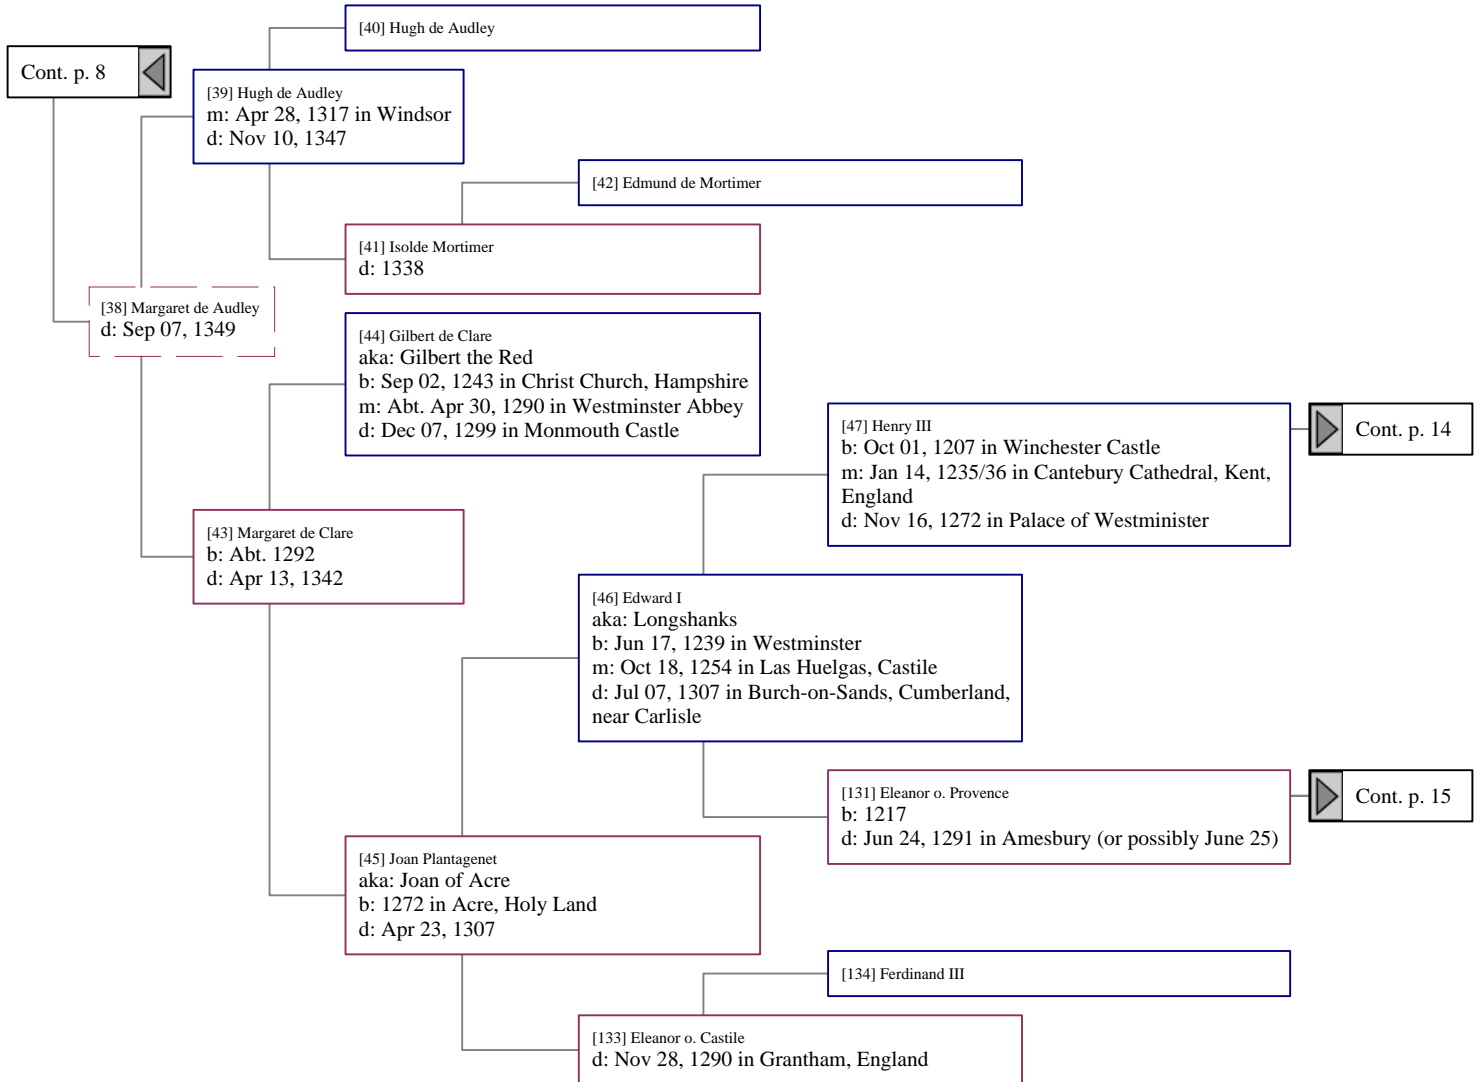 [40] Hugh de Audley
Cont. p. 8
[39] Hugh de Audley
m: Apr 28, 1317 in Windsor
d: Nov 10, 1347
[42] Edmund de Mortimer
[41] Isolde Mortimer
d: 1338
[38] Margaret de Audley
d: Sep 07, 1349
[44] Gilbert de Clare
aka: Gilbert the Red
b: Sep 02, 1243 in Christ Church, Hampshire
m: Abt. Apr 30, 1290 in Westminster Abbey
d: Dec 07, 1299 in Monmouth Castle
[47] Henry III
b: Oct 01, 1207 in Winchester Castle
m: Jan 14, 1235/36 in Cantebury Cathedral, Kent,
England
d: Nov 16, 1272 in Palace of Westminister
Cont. p. 14
[43] Margaret de Clare
b: Abt. 1292
d: Apr 13, 1342
[46] Edward I
aka: Longshanks
b: Jun 17, 1239 in Westminster
m: Oct 18, 1254 in Las Huelgas, Castile
d: Jul 07, 1307 in Burch-on-Sands, Cumberland,
near Carlisle
[131] Eleanor o. Provence
b: 1217
d: Jun 24, 1291 in Amesbury (or possibly June 25)
Cont. p. 15
[45] Joan Plantagenet
aka: Joan of Acre
b: 1272 in Acre, Holy Land
d: Apr 23, 1307
[134] Ferdinand III
[133] Eleanor o. Castile
d: Nov 28, 1290 in Grantham, England